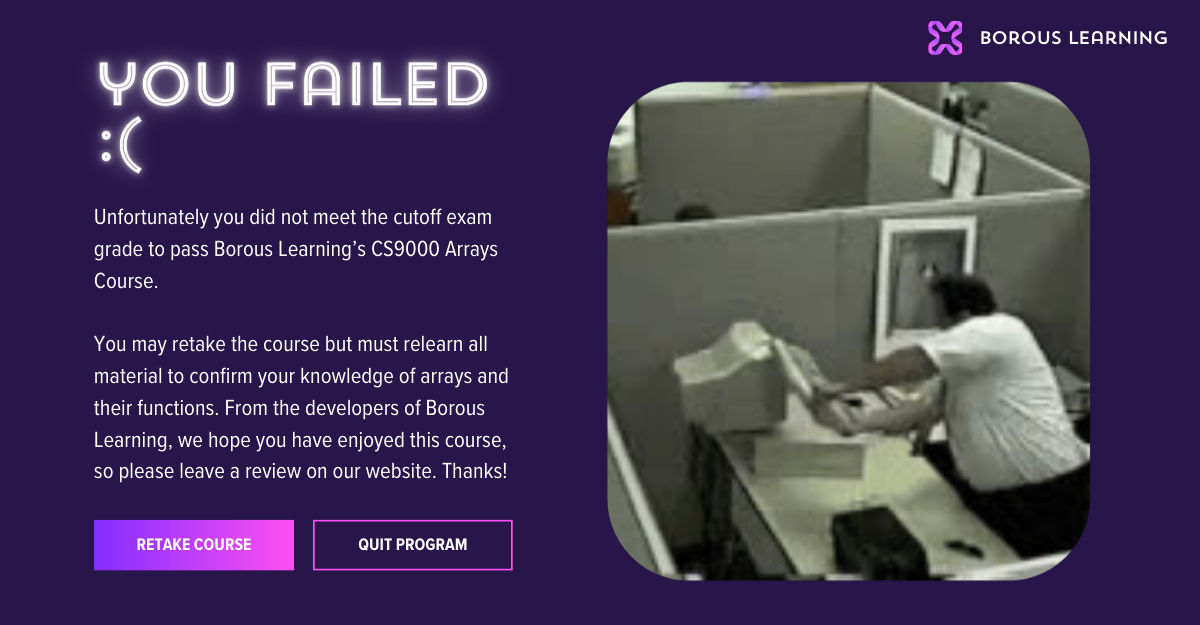 BOROUS LEARNING
YOU FAILED
:(
Unfortunately you did not meet the cutoff exam
grade to pass Borous Learning’s CS9000 Arrays
Course.
You may retake the course but must relearn all
material to confirm your knowledge of arrays and
their functions. From the developers of Borous
Learning, we hope you have enjoyed this course,
so please leave a review on our website. Thanks!
RETAKE COURSE
QUIT PROGRAM